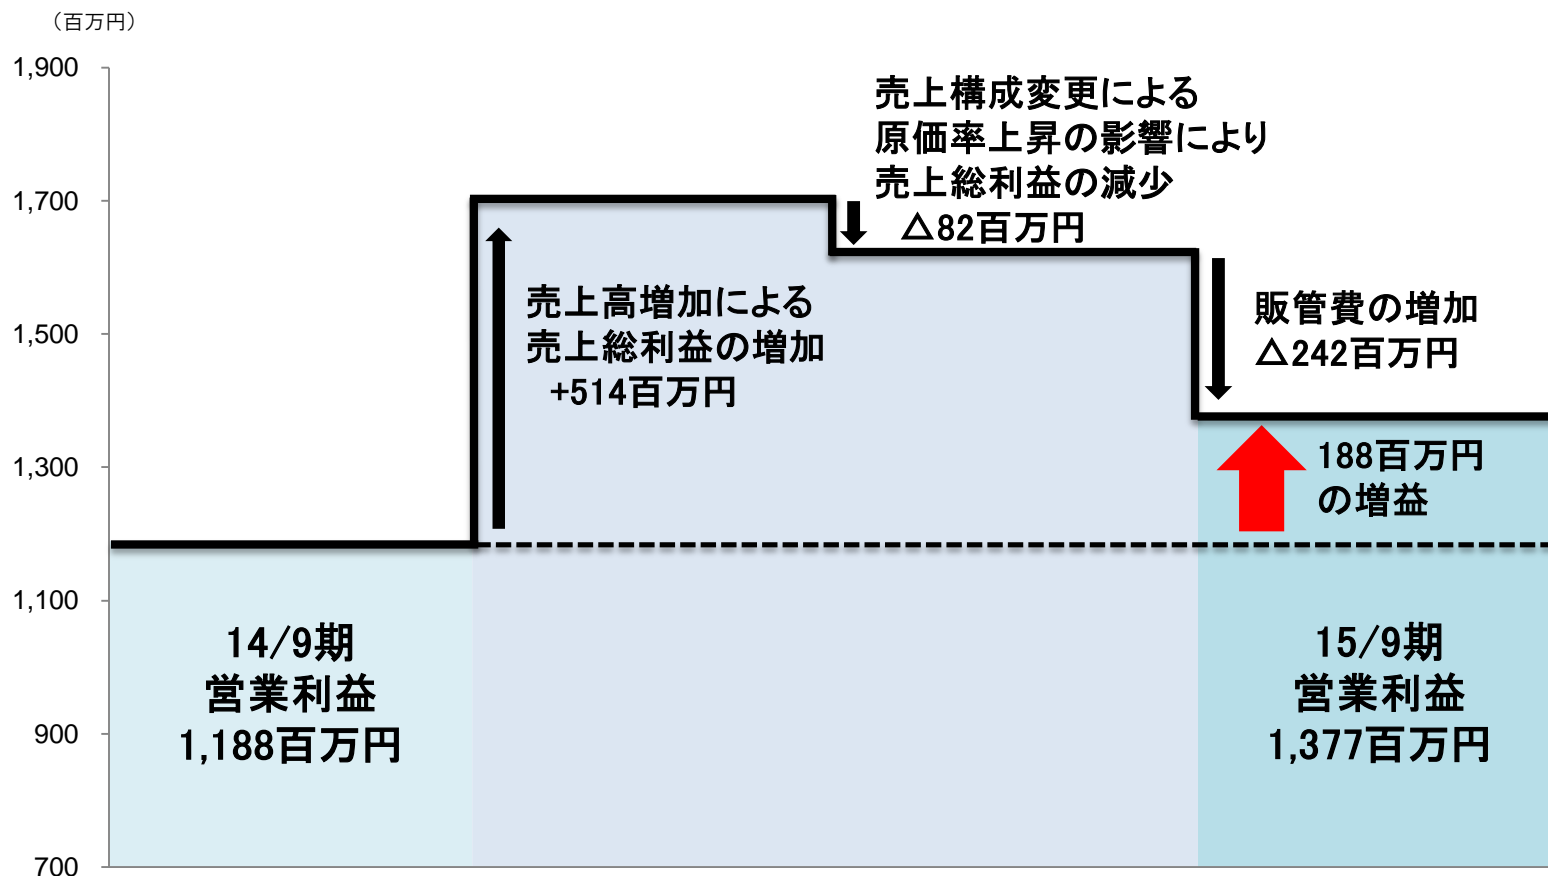 （百万円）
1,900
1,700
1,500
1,300
1,100
900
700
売上構成変更による
原価率上昇の影響により
売上総利益の減少
△82百万円
売上高増加による
売上総利益の増加
+514百万円
販管費の増加
△242百万円
188百万円
の増益
14/9期
営業利益
1,188百万円
15/9期
営業利益
1,377百万円